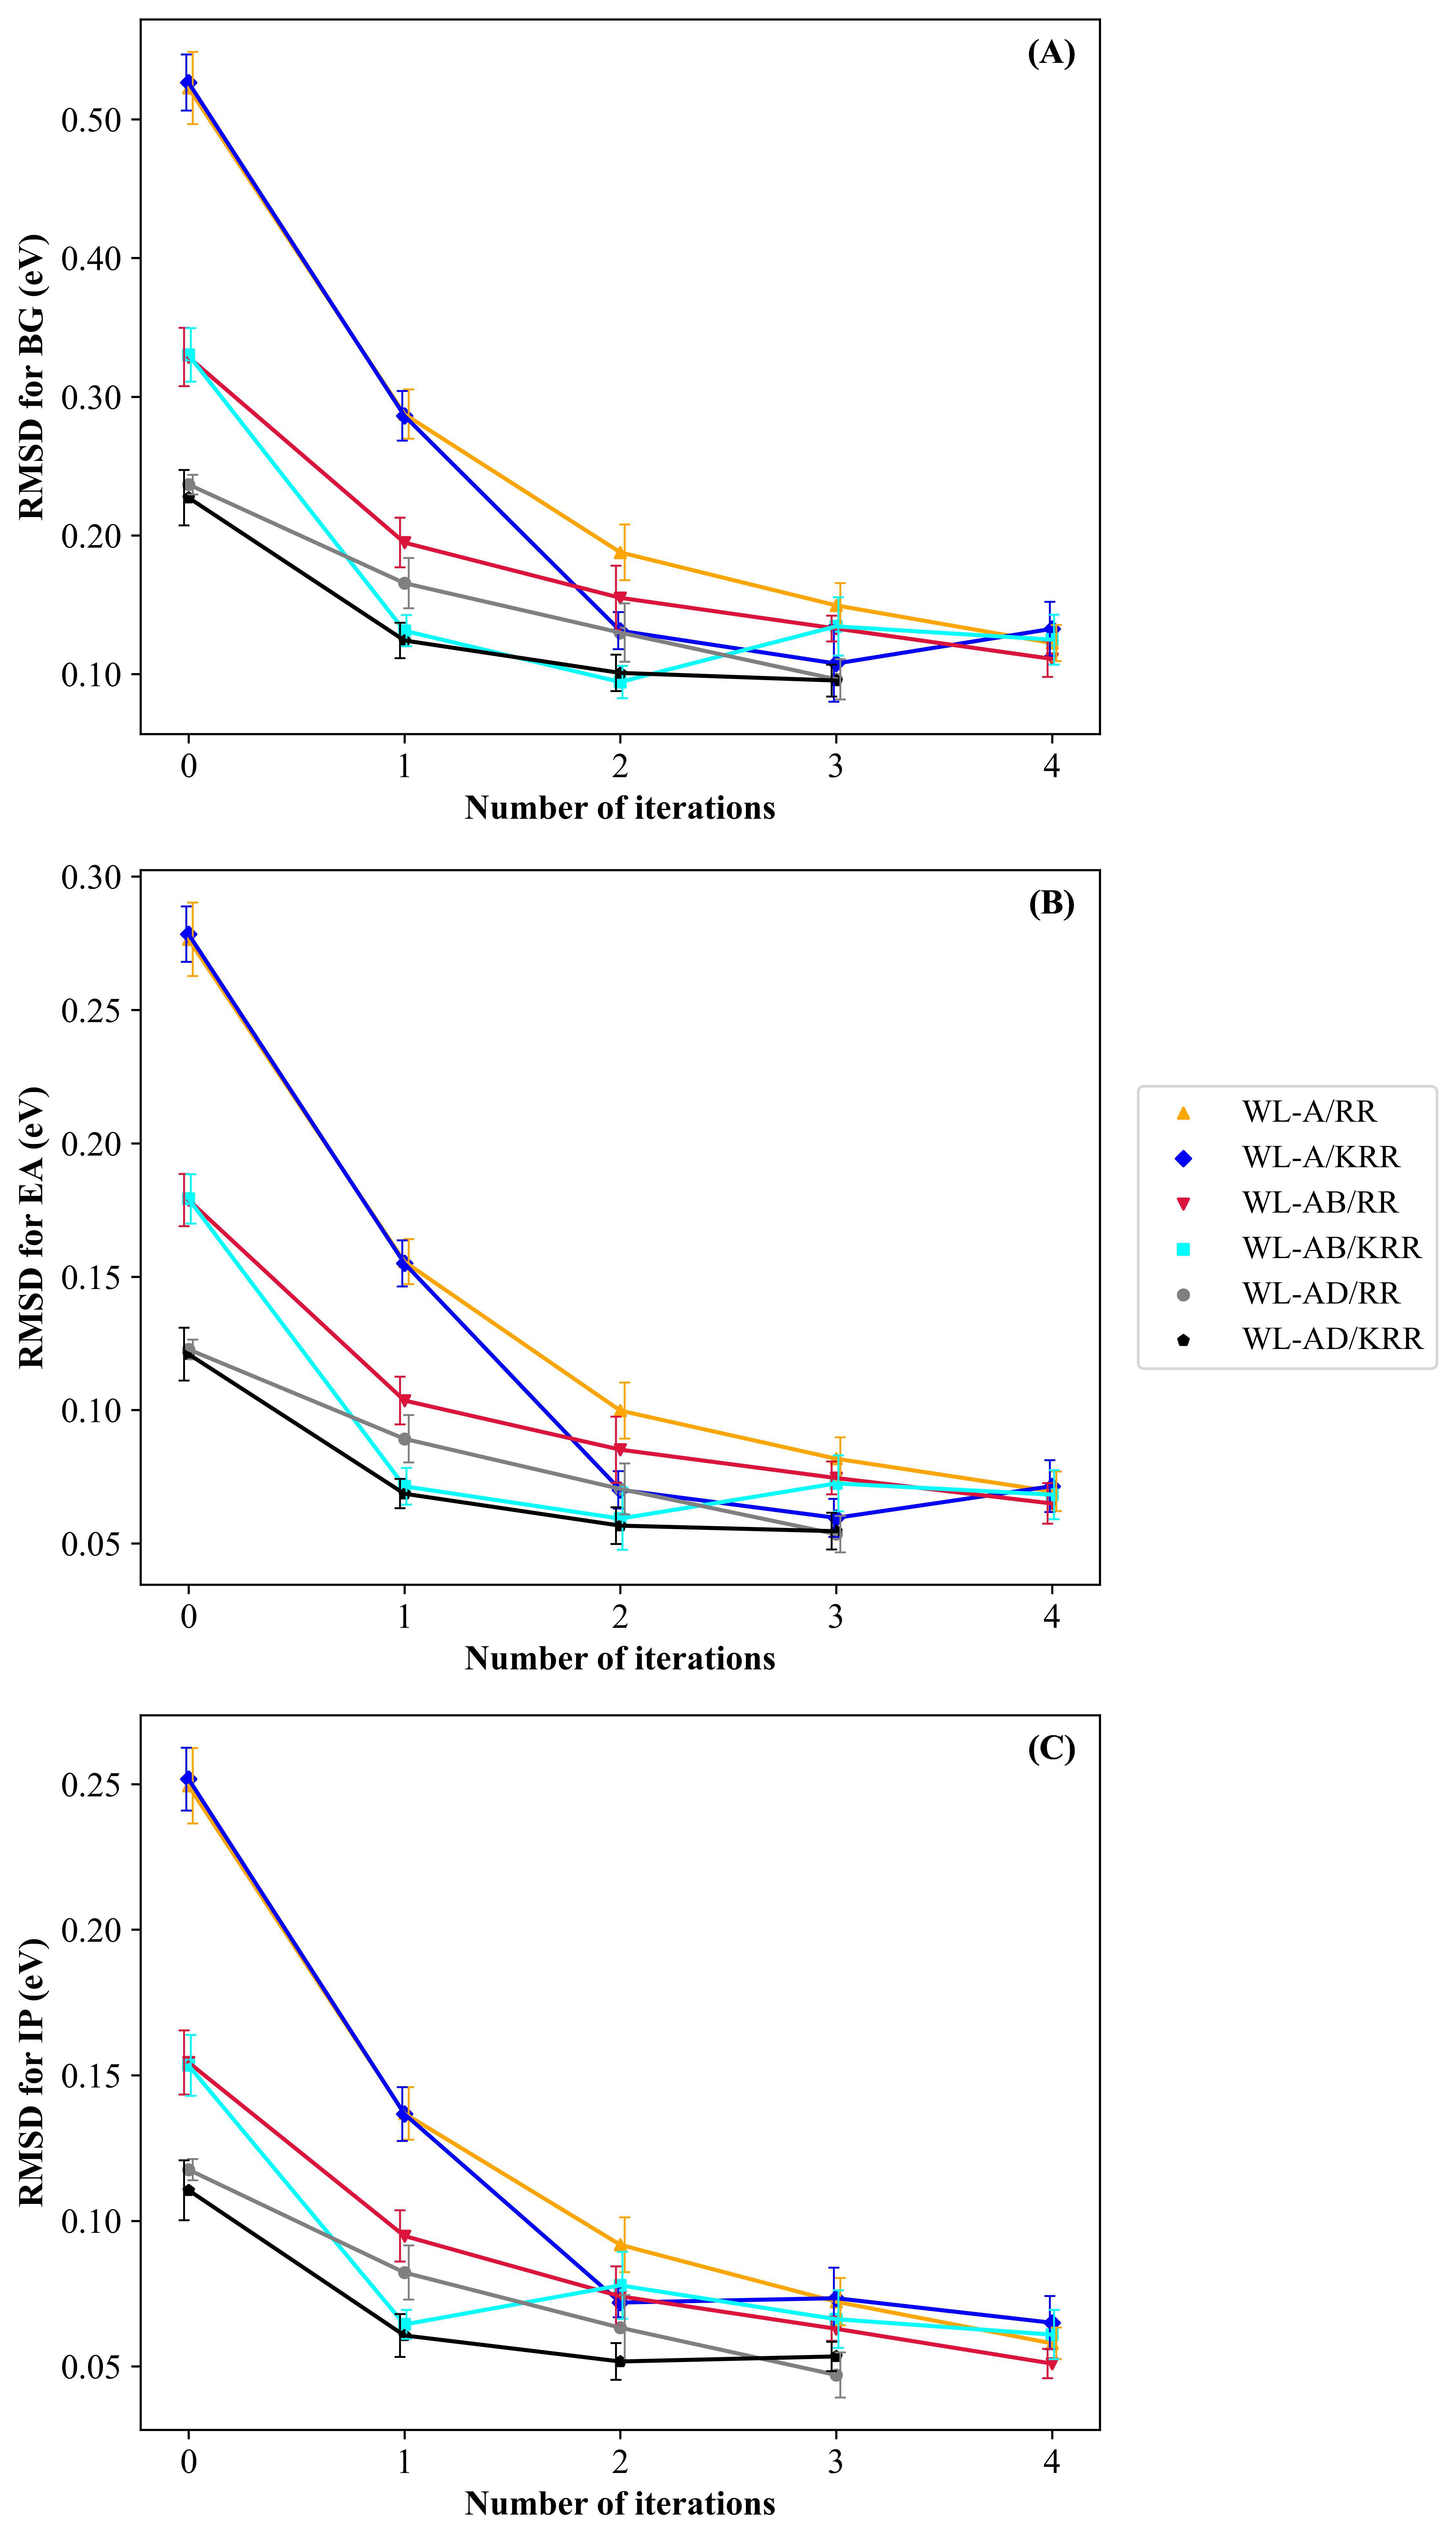 (A)
RMSD for BG (eV)
0.50
0.40
0.30
0.20
0.10
0 1 2 3 4
Number of iterations
(B)
RMSD for EA (eV)
0.30
0.25
0.20
0.15
0.10
0.05
0 1 2 3 4
Number of iterations
WL-A/RR
WL-A/KRR
WL-AB/RR
WL-AB/KRR
WL-AD/RR
WL-AD/KRR
(C)
RMSD for IP (eV)
0.25
0.20
0.15
0.10
0.05
0 1 2 3 4
Number of iterations